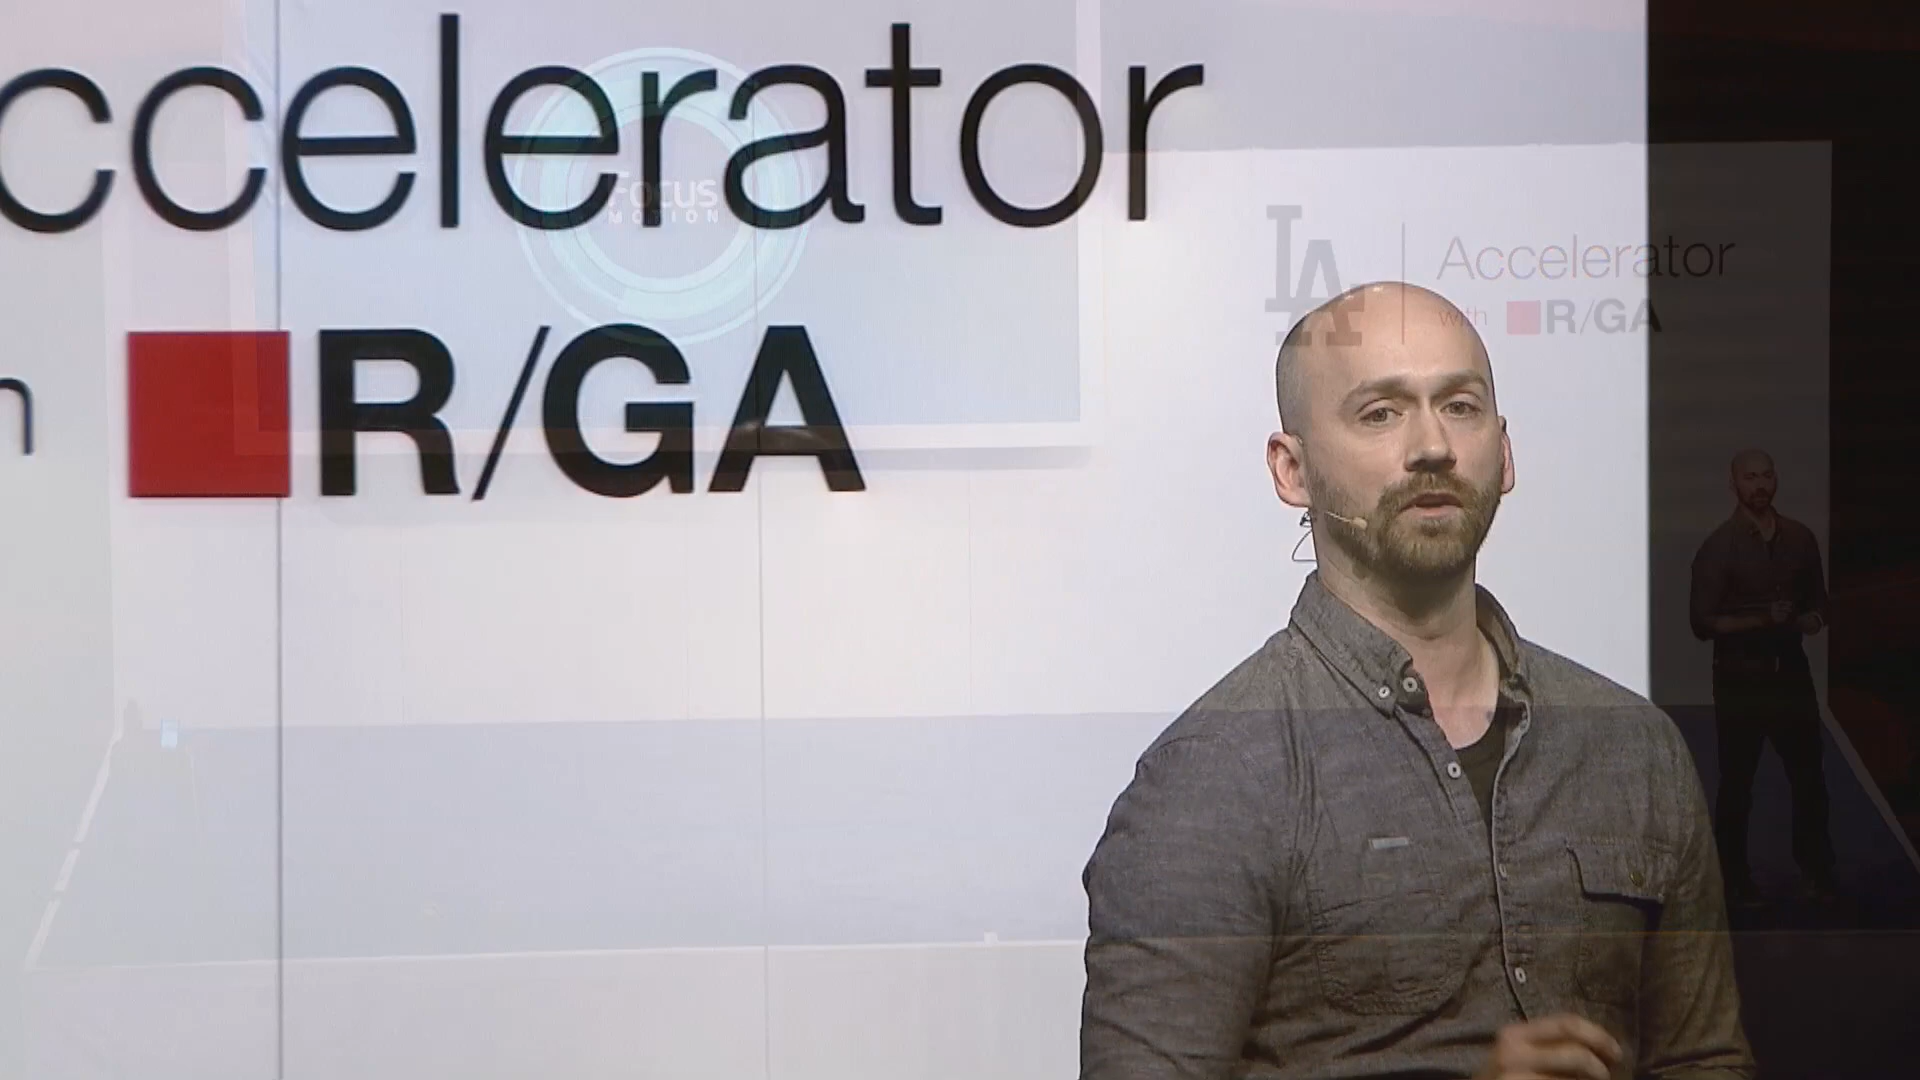 ccelerator
n R/GA
Focus
MOTION
LA Accelerator
with R/GA